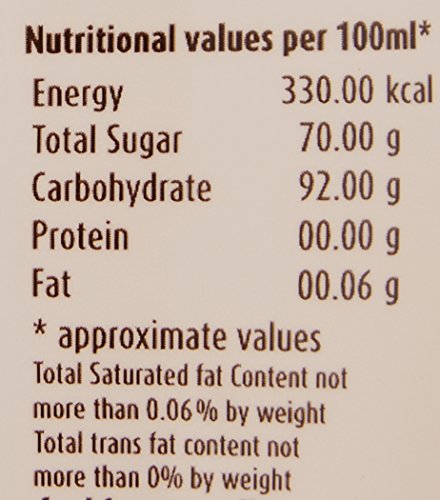 Nutritional values per 100ml*
Energy 330.00 kcal
Total Sugar 70.00 g
Carbohydrate 92.00 g
Protein 00.00 g
Fat 00.06 g
* approximate values
Total Saturated fat Content not
more than 0.06% by weight
Total trans fat content not
more than 0% by weight